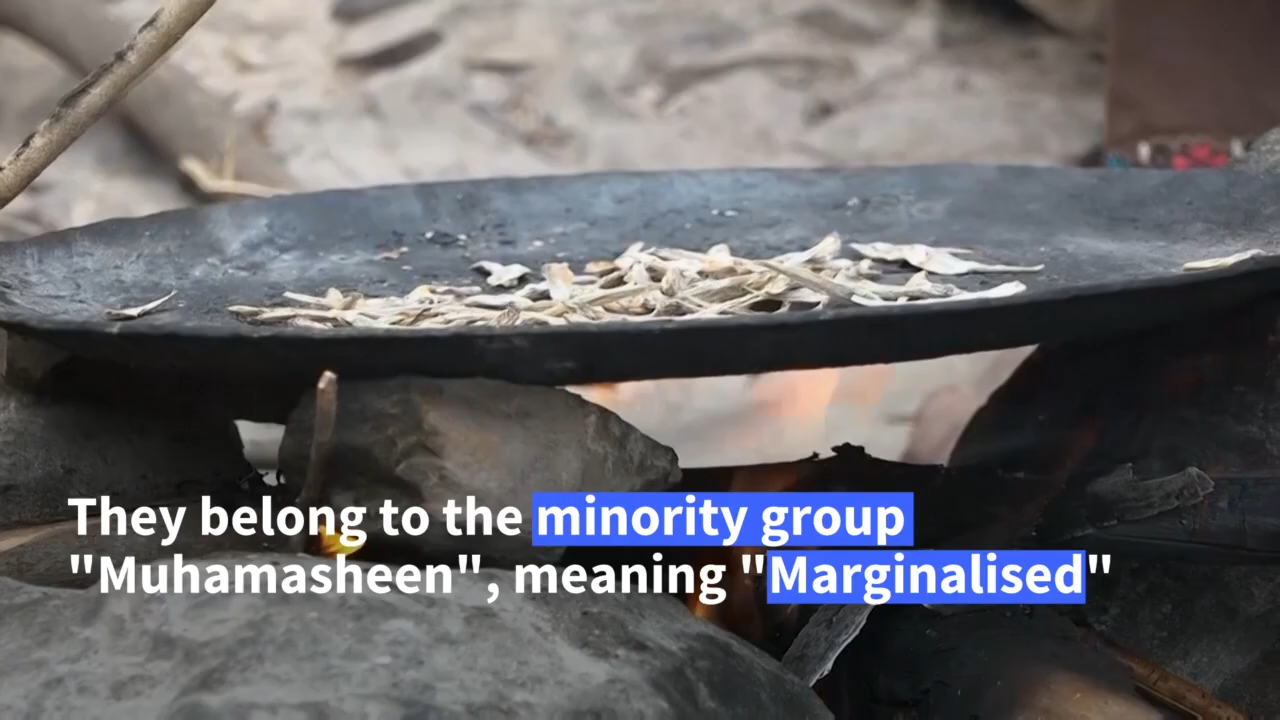 They belong to the minority group
"Muhamasheen", meaning "Marginalised"